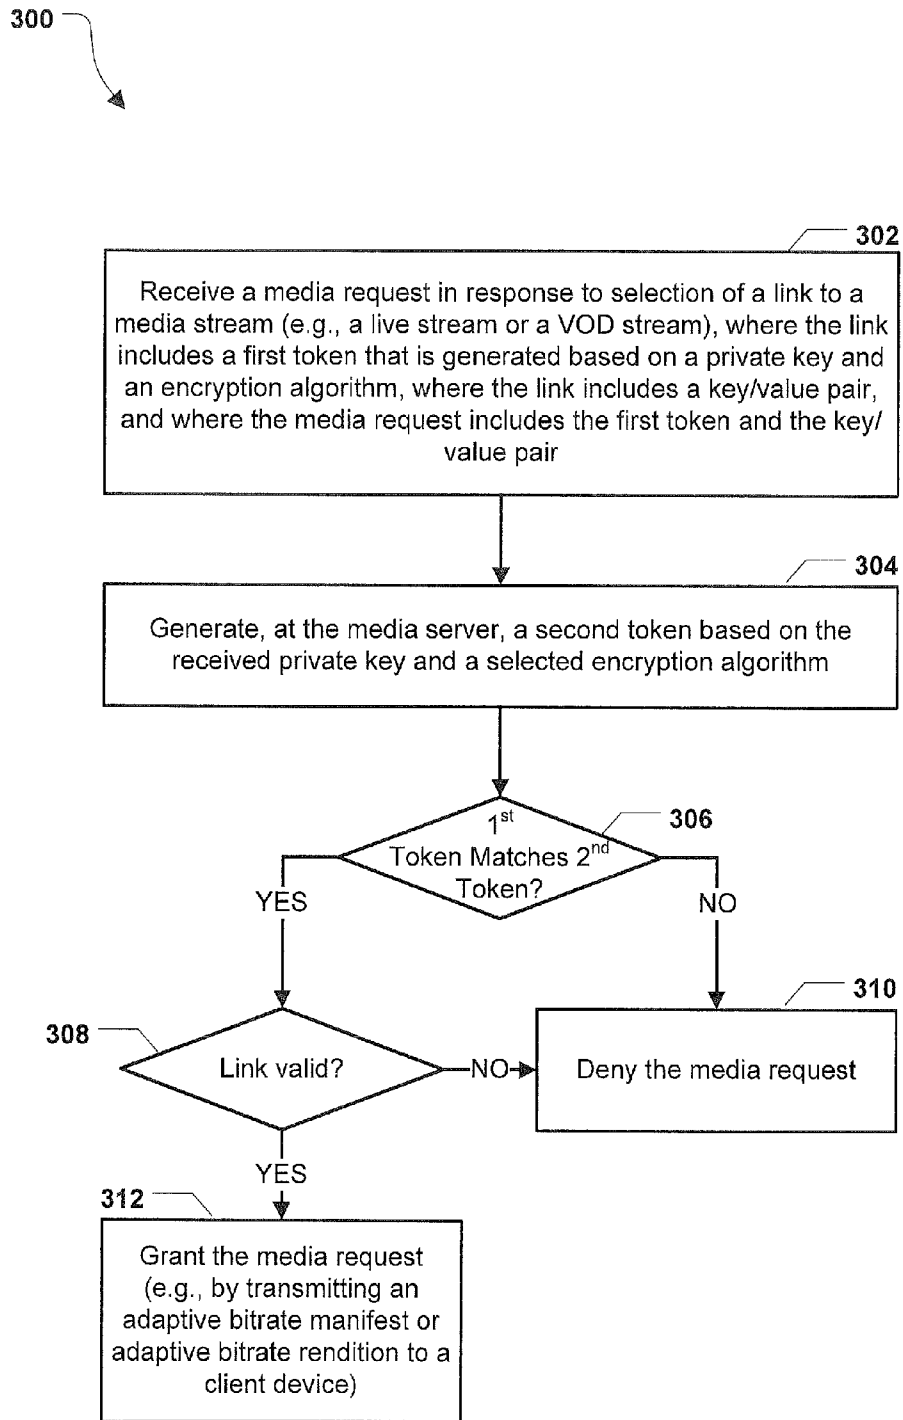 300
302
Receive a media request in response to selection of a link to a
media stream (e.g., a live stream or a VOD stream), where the link
includes a first token that is generated based on a private key and
an encryption algorithm, where the link includes a key/value pair,
and where the media request includes the first token and the key/
value pair
304
Generate, at the media server, a second token based on the
received private key and a selected encryption algorithm
306
1st
Token Matches 2nd
Token?
YES
NO
310
308
Link valid?
NO
Deny the media request
YES
312
Grant the media request
(e.g., by transmitting an
adaptive bitrate manifest or
adaptive bitrate rendition to a
client device)